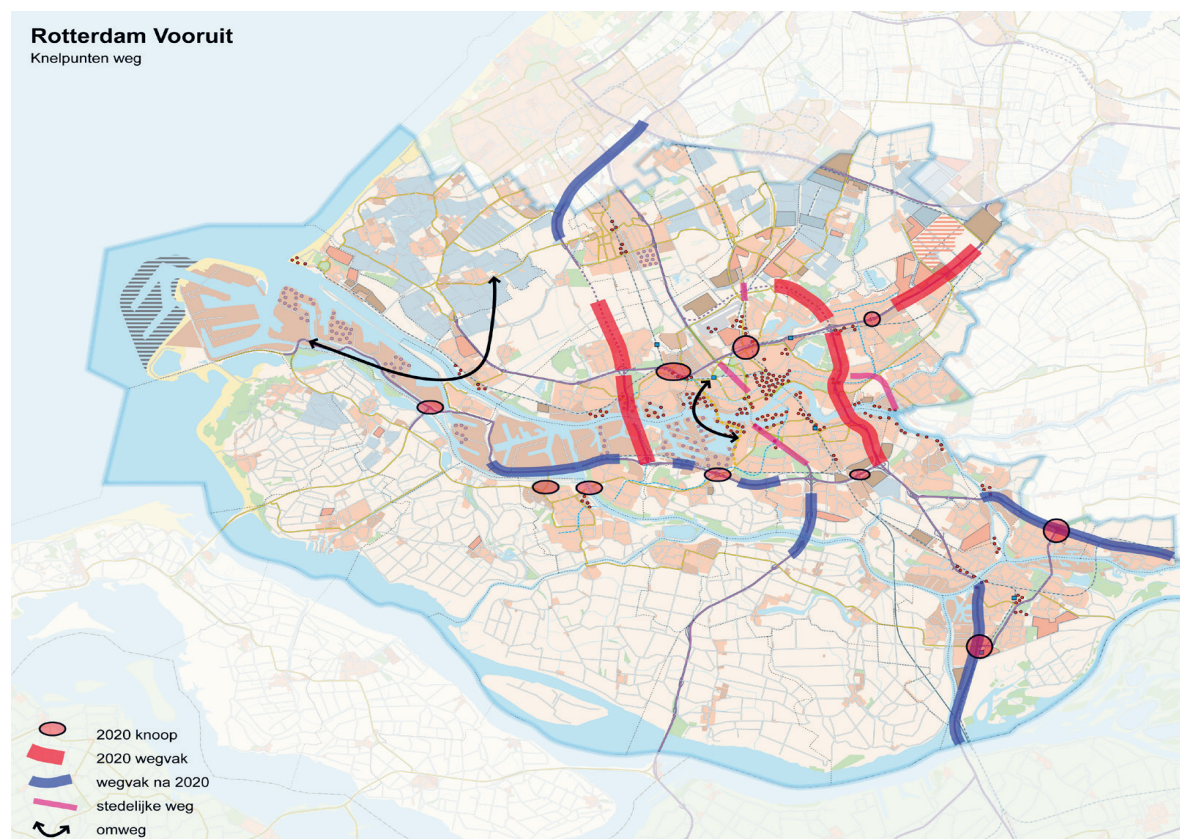 Rotterdam Vooruit
Knelpunten weg
2020 knoop
2020 wegvak
wegvak na 2020
stedelijke weg
omweg